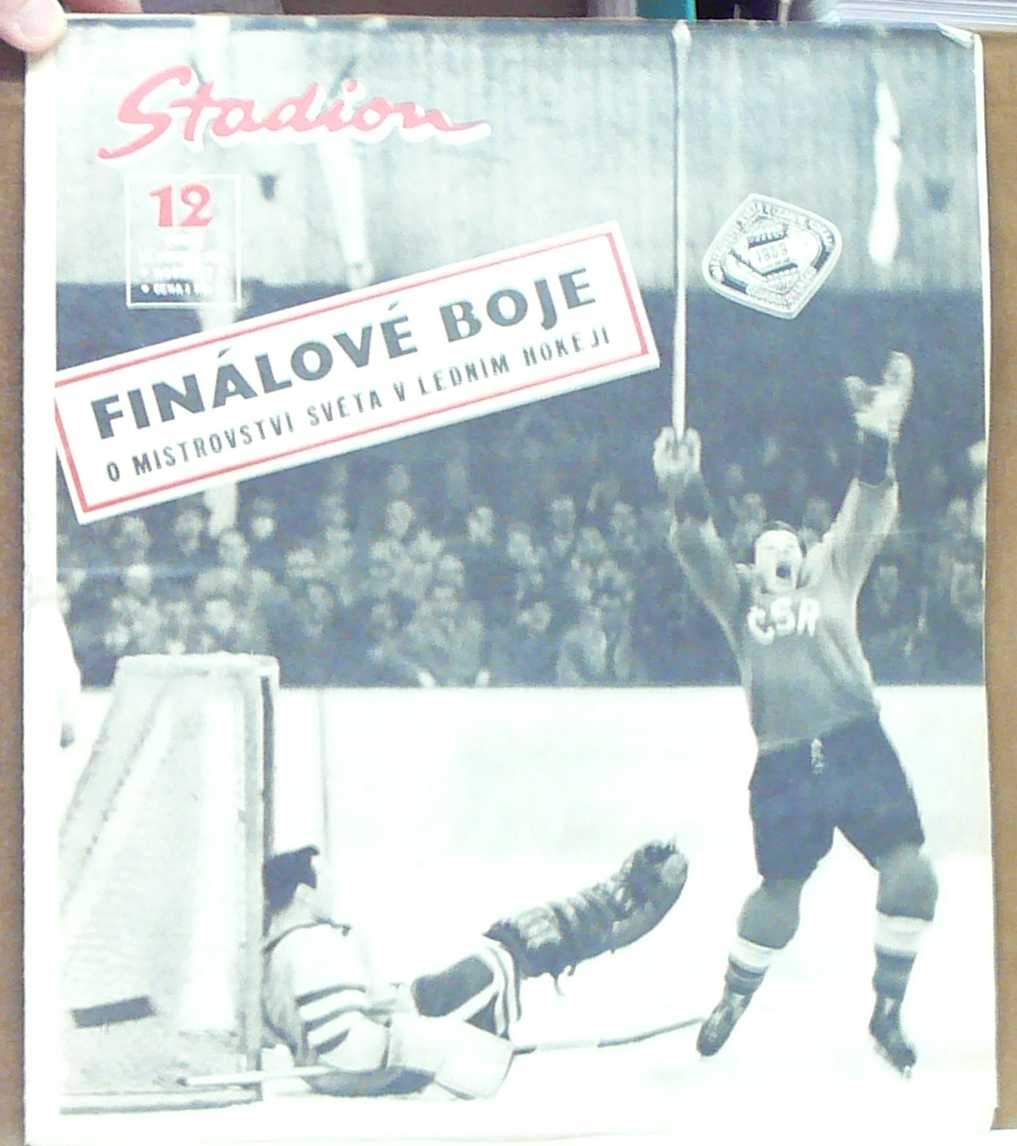 Stadion
12
FINÁLOVÉ BOJE
O MISTROVSTVÍ SVĚTA V LEDNÍM HOKEJI
ČSR